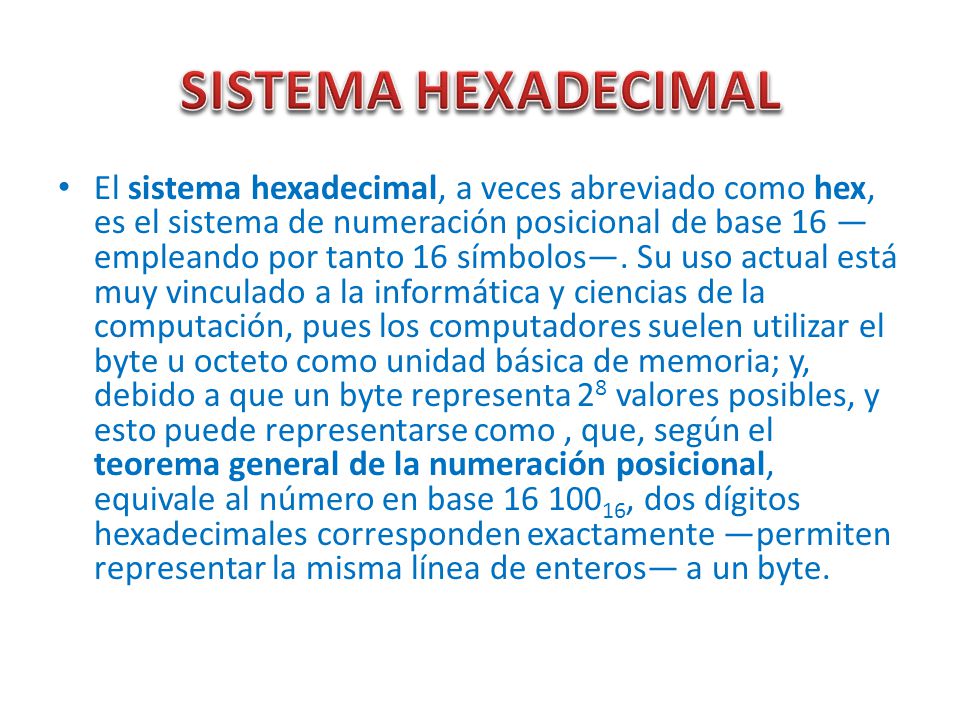 SISTEMA HEXADECIMAL
• El sistema hexadecimal, a veces abreviado como hex,
es el sistema de numeración posicional de base 16 —
empleando por tanto 16 símbolos—. Su uso actual está
muy vinculado a la informática y ciencias de la
computación, pues los computadores suelen utilizar el
byte u octeto como unidad básica de memoria; y,
debido a que un byte representa 2⁸ valores posibles, y
esto puede representarse como , que, según el
teorema general de la numeración posicional,
equivale al número en base 16 100₁₆, dos dígitos
hexadecimales corresponden exactamente —permiten
representar la misma línea de enteros— a un byte.